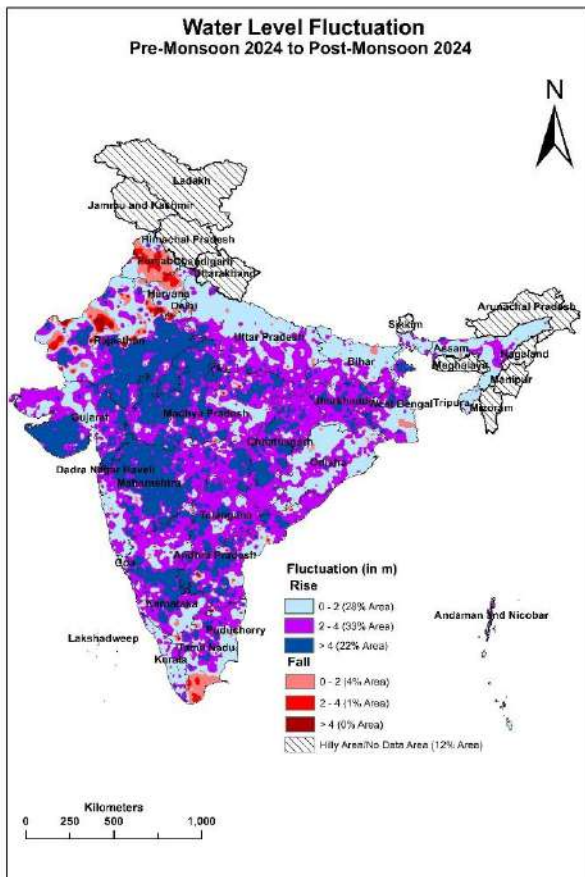 Water Level Fluctuation
Pre-Monsoon 2024 to Post-Monsoon 2024
N
Ladakh
Jammu and Kashmir
Himachal Pradesh
Punjab
Chandigarh
Uttarakhand
Haryana
Delhi
Arunachal Pradesh
Sikkim
Rajasthan
Uttar Pradesh
Assam
Nagaland
Bihar
Meghalaya
Manipur
Jharkhand
West Bengal
Tripura
Mizoram
Gujarat
Madhya Pradesh
Chhattisgarh
Odisha
Dadra Nagar Haveli
Maharashtra
Telangana
Andhra Pradesh
Goa
Karnataka
Puducherry
Lakshadweep
Tamil Nadu
Kerala
Andaman and Nicobar
Fluctuation (in m)
Rise
0 - 2 (28% Area)
2 - 4 (33% Area)
> 4 (22% Area)
Fall
0 - 2 (4% Area)
2 - 4 (1% Area)
> 4 (0% Area)
Hilly Area/No Data Area (12% Area)
Kilometers
0 250 500 1,000